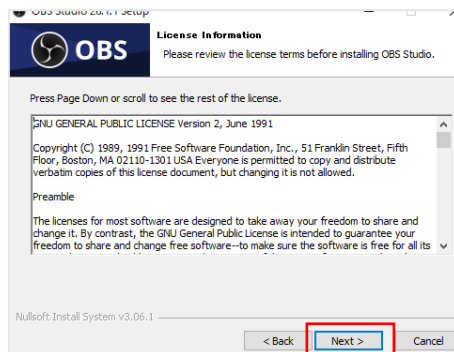 OBS Studio 26.1.1 Setup
OBS
License Information
Please review the license terms before installing OBS Studio.
Press Page Down or scroll to see the rest of the license.
GNU GENERAL PUBLIC LICENSE Version 2, June 1991
Copyright (C) 1989, 1991 Free Software Foundation, Inc., 51 Franklin Street, Fifth
Floor, Boston, MA 02110-1301 USA Everyone is permitted to copy and distribute
verbatim copies of this license document, but changing it is not allowed.
Preamble
The licenses for most software are designed to take away your freedom to share and
change it. By contrast, the GNU General Public License is intended to guarantee your
freedom to share and change free software--to make sure the software is free for all its
Nullsoft Install System v3.06.1
< Back
Next >
Cancel